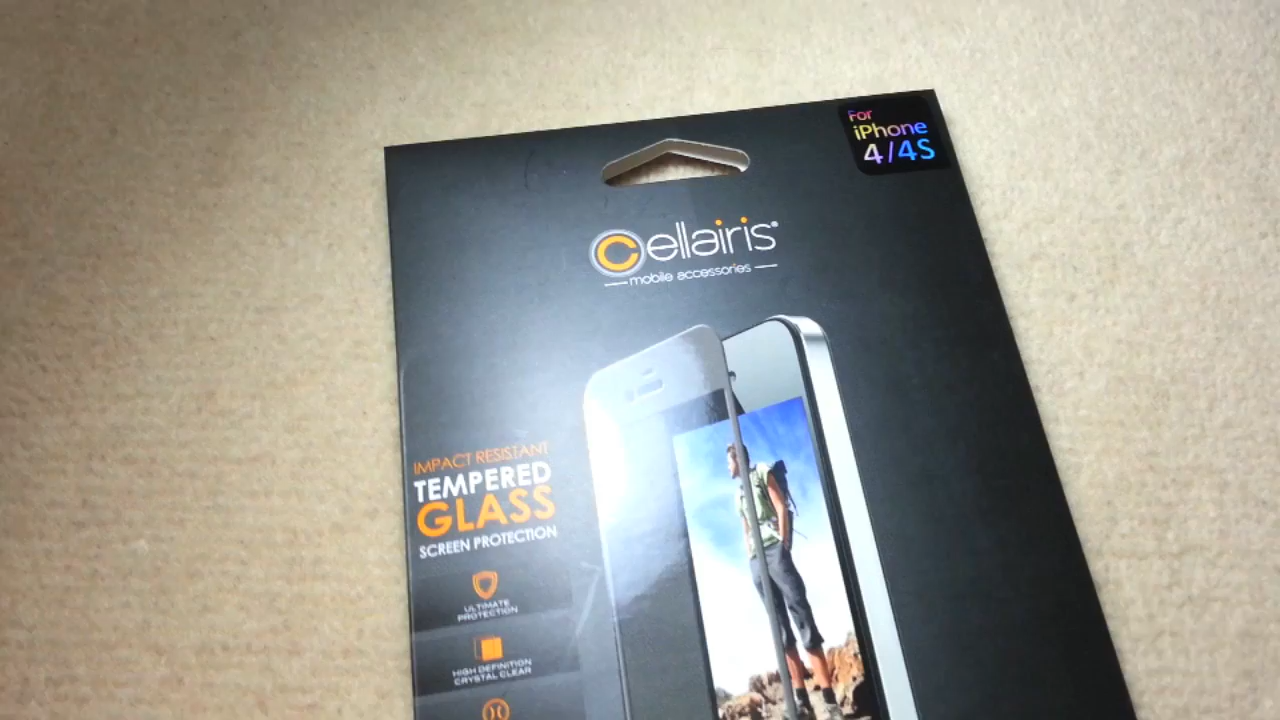 For
iPhone
4/4S
cellairis®
mobile accessories
IMPACT RESISTANT
TEMPERED
GLASS
SCREEN PROTECTION
ULTIMATE
PROTECTION
HIGH DEFINITION
CRYSTAL CLEAR